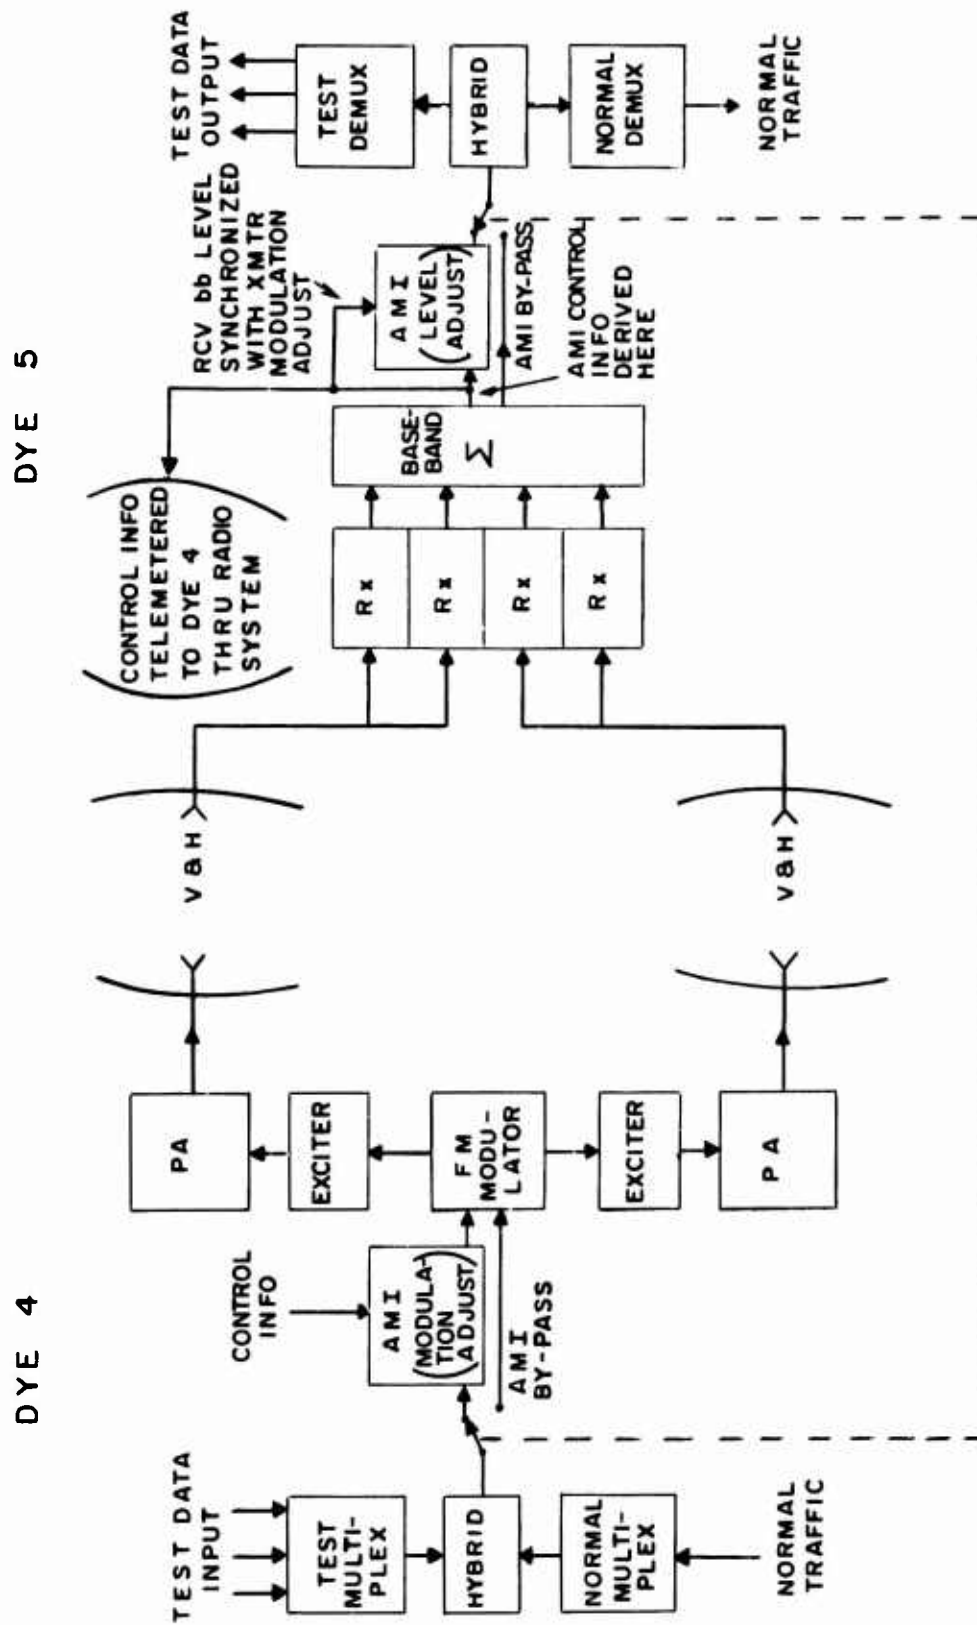 DYE 4
DYE 5
TEST DATA
INPUT
TEST
MULTI-
PLEX
HYBRID
NORMAL
MULTI-
PLEX
NORMAL
TRAFFIC
CONTROL
INFO
AMI
(MODULA-
TION
ADJUST)
AMI
BY-PASS
PA
EXCITER
FM
MODU-
LATOR
EXCITER
PA
V&H
V&H
(CONTROL INFO
TELEMETERED
TO DYE 4
THRU RADIO
SYSTEM)
Rx
Rx
Rx
Rx
BASE-
BAND
Σ
RCV bb LEVEL
SYNCHRONIZED
WITH XMTR
MODULATION
ADJUST
AMI
(LEVEL
ADJUST)
AMI BY-PASS
AMI CONTROL
INFO
DERIVED
HERE
TEST DATA
OUTPUT
TEST
DEMUX
HYBRID
NORMAL
DEMUX
NORMAL
TRAFFIC